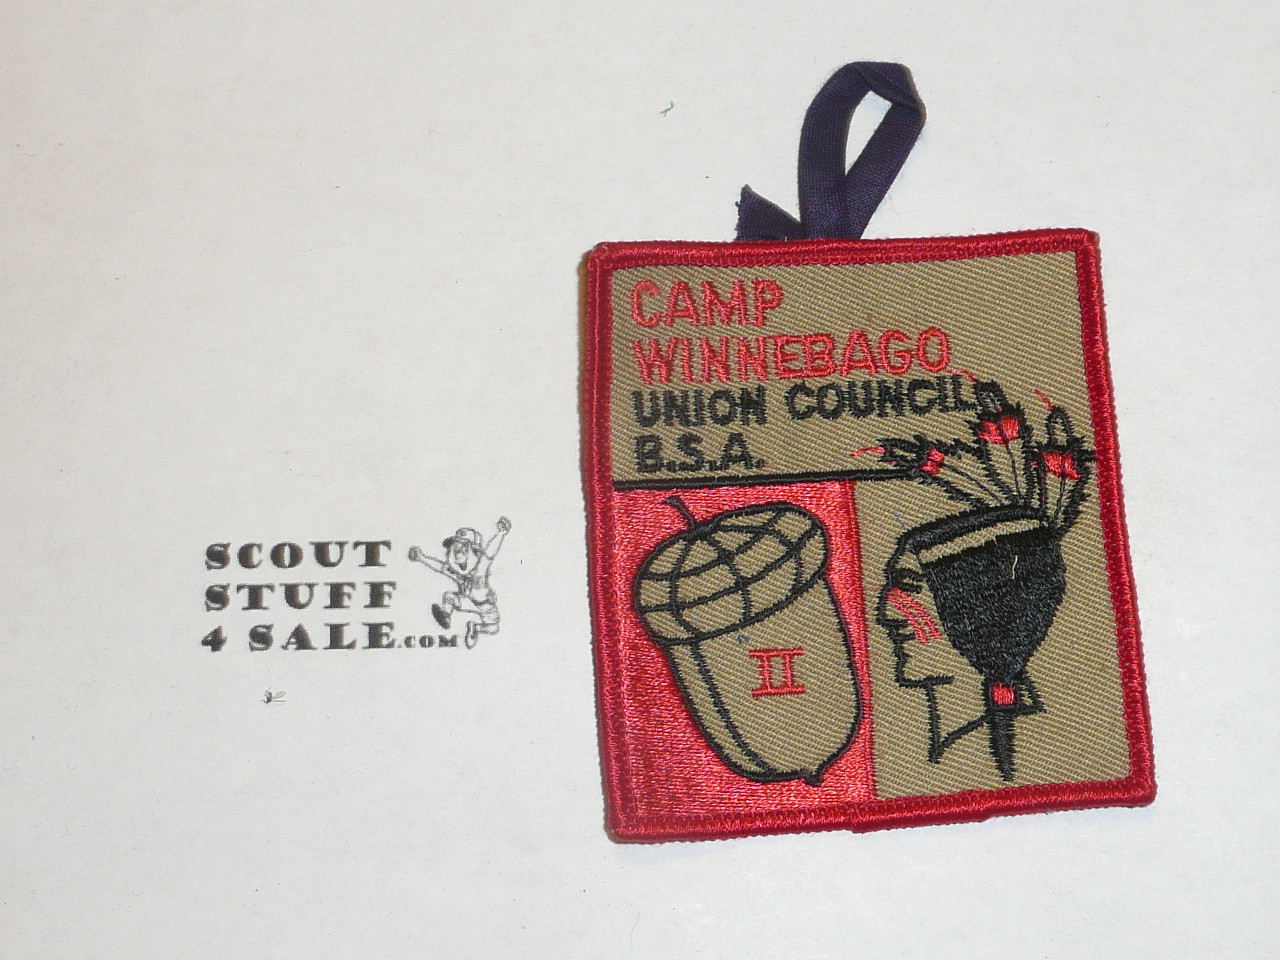 CAMP
WINNEBAGO
UNION COUNCIL
B.S.A.
II
SCOUT
STUFF
4 SALE.COM